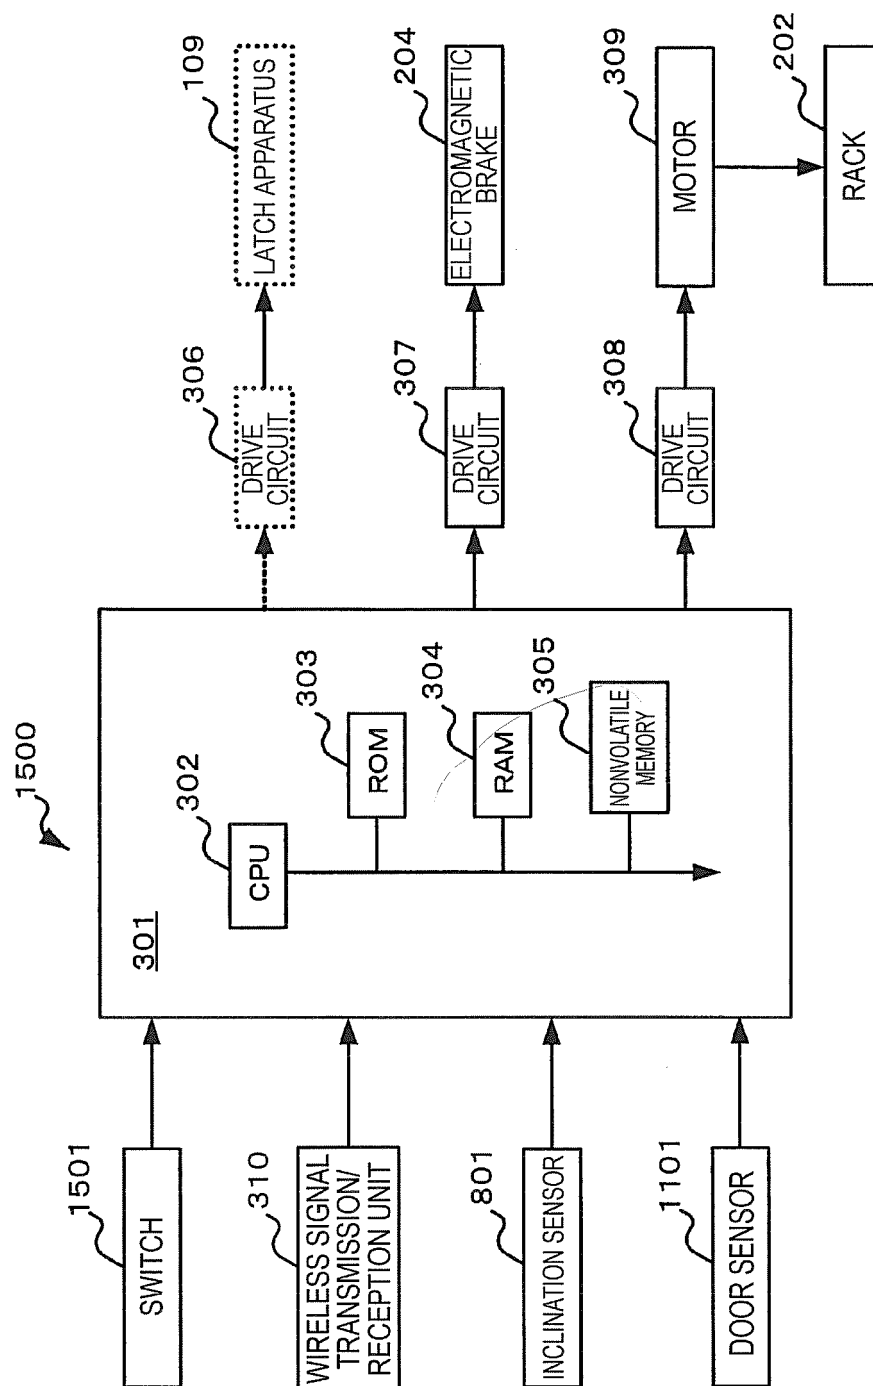 1500
301
302
CPU
303
ROM
304
RAM
305
NONVOLATILE
MEMORY
1501
SWITCH
310
WIRELESS SIGNAL
TRANSMISSION/
RECEPTION UNIT
801
INCLINATION SENSOR
1101
DOOR SENSOR
306
DRIVE
CIRCUIT
109
LATCH APPARATUS
307
DRIVE
CIRCUIT
204
ELECTROMAGNETIC
BRAKE
308
DRIVE
CIRCUIT
309
MOTOR
202
RACK